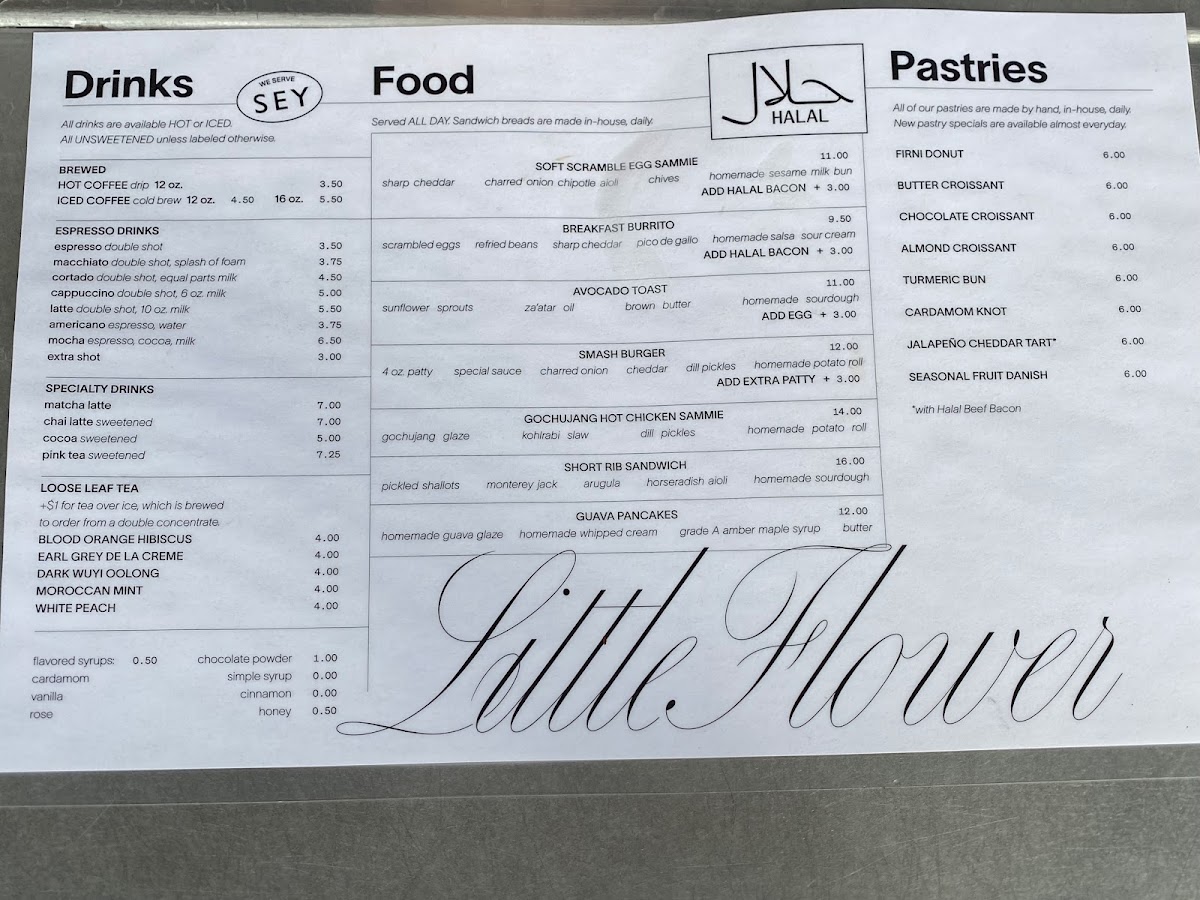 Drinks
WE SERVE
SEY
All drinks are available HOT or ICED.
All UNSWEETENED unless labeled otherwise.
BREWED
HOT COFFEE drip 12 oz. 3.50
ICED COFFEE cold brew 12 oz. 4.50 16 oz. 5.50
ESPRESSO DRINKS
espresso double shot 3.50
macchiato double shot, splash of foam 3.75
cortado double shot, equal parts milk 4.50
cappuccino double shot, 6 oz. milk 5.00
latte double shot, 10 oz. milk 5.50
americano espresso, water 3.75
mocha espresso, cocoa, milk 6.50
extra shot 3.00
SPECIALTY DRINKS
matcha latte 7.00
chai latte sweetened 7.00
cocoa sweetened 5.00
pink tea sweetened 7.25
LOOSE LEAF TEA
+$1 for tea over ice, which is brewed
to order from a double concentrate.
BLOOD ORANGE HIBISCUS 4.00
EARL GREY DE LA CREME 4.00
DARK WUYI OOLONG 4.00
MOROCCAN MINT 4.00
WHITE PEACH 4.00
flavored syrups: 0.50
cardamom
vanilla
rose
chocolate powder 1.00
simple syrup 0.00
cinnamon 0.00
honey 0.50
Food
حلال
HALAL
Served ALL DAY. Sandwich breads are made in-house, daily.
SOFT SCRAMBLE EGG SAMMIE 11.00
sharp cheddar charred onion chipotle aioli chives homemade sesame milk bun
ADD HALAL BACON + 3.00
BREAKFAST BURRITO 9.50
scrambled eggs refried beans sharp cheddar pico de gallo homemade salsa sour cream
ADD HALAL BACON + 3.00
AVOCADO TOAST 11.00
sunflower sprouts za'atar oil brown butter homemade sourdough
ADD EGG + 3.00
SMASH BURGER 12.00
4 oz. patty special sauce charred onion cheddar dill pickles homemade potato roll
ADD EXTRA PATTY + 3.00
GOCHUJANG HOT CHICKEN SAMMIE 14.00
gochujang glaze kohlrabi slaw dill pickles homemade potato roll
SHORT RIB SANDWICH 16.00
pickled shallots monterey jack arugula horseradish aioli homemade sourdough
GUAVA PANCAKES 12.00
homemade guava glaze homemade whipped cream grade A amber maple syrup butter
Pastries
All of our pastries are made by hand, in-house, daily.
New pastry specials are available almost everyday.
FIRNI DONUT 6.00
BUTTER CROISSANT 6.00
CHOCOLATE CROISSANT 6.00
ALMOND CROISSANT 6.00
TURMERIC BUN 6.00
CARDAMOM KNOT 6.00
JALAPEÑO CHEDDAR TART* 6.00
SEASONAL FRUIT DANISH 6.00
*with Halal Beef Bacon
Little Flower